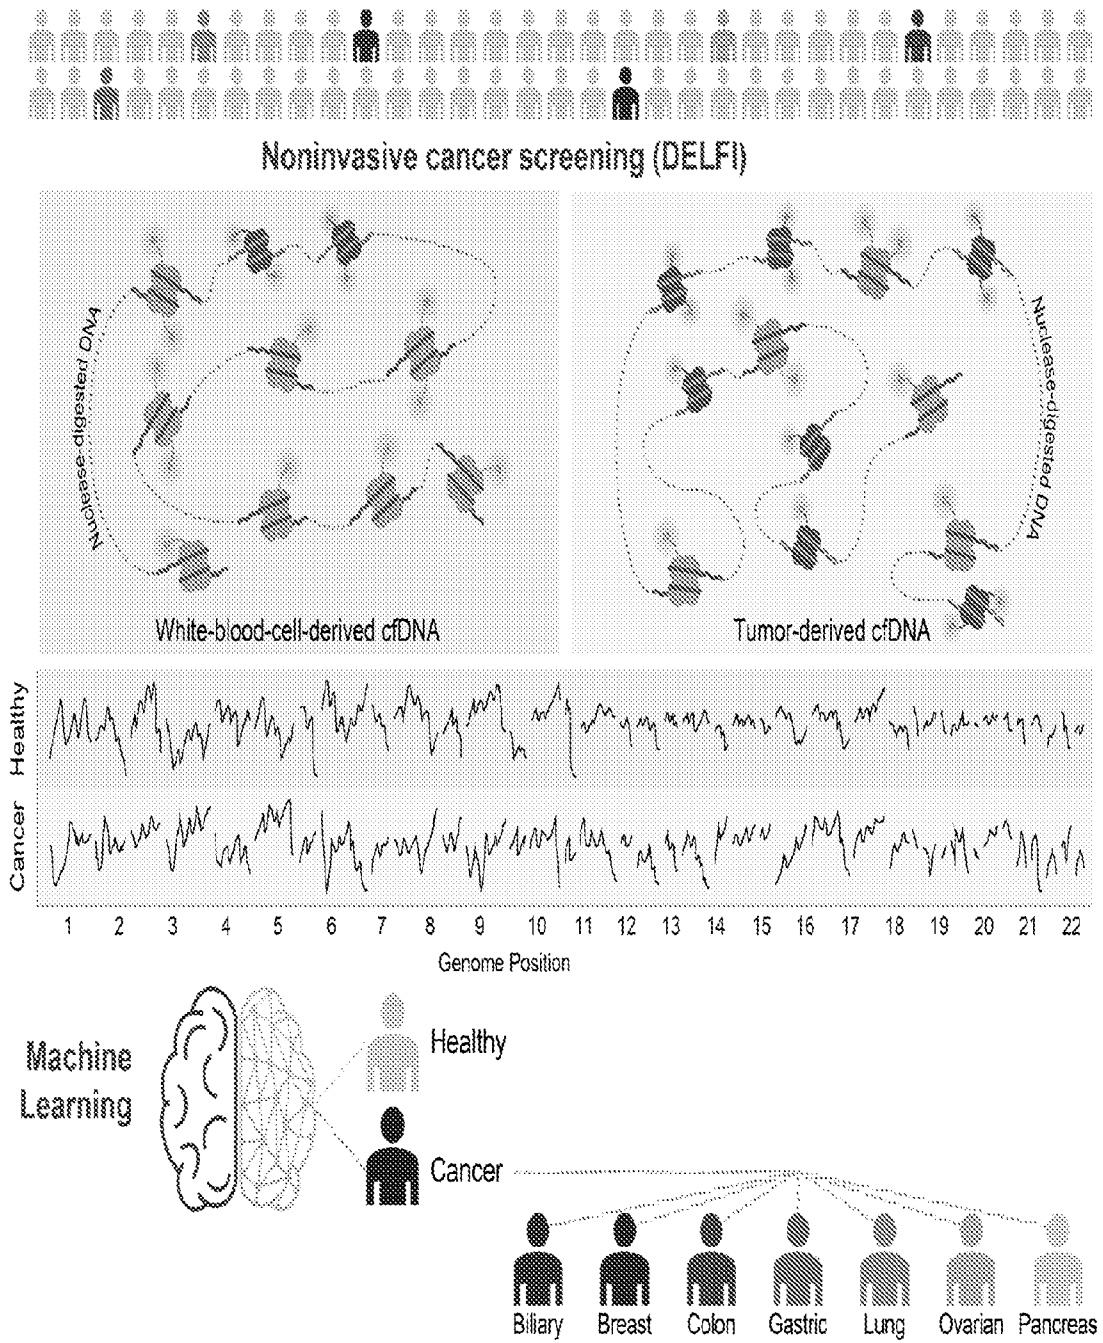 Noninvasive cancer screening (DELFI)
Nuclease-digested DNA
Nuclease-digested DNA
White-blood-cell-derived cfDNA
Tumor-derived cfDNA
Healthy
Cancer
1 2 3 4 5 6 7 8 9 10 11 12 13 14 15 16 17 18 19 20 21 22
Genome Position
Machine
Learning
Healthy
Cancer
Biliary Breast Colon Gastric Lung Ovarian Pancreas